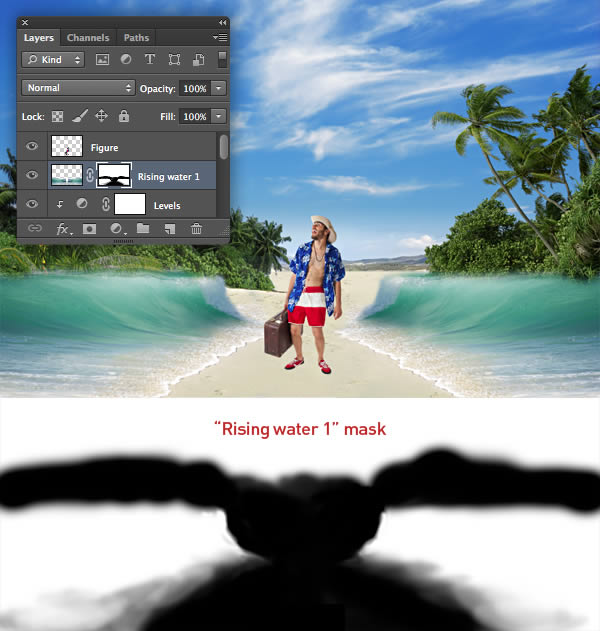 Layers Channels Paths
Kind
Normal Opacity: 100%
Lock: Fill: 100%
Figure
Rising water 1
Levels
fx
“Rising water 1” mask